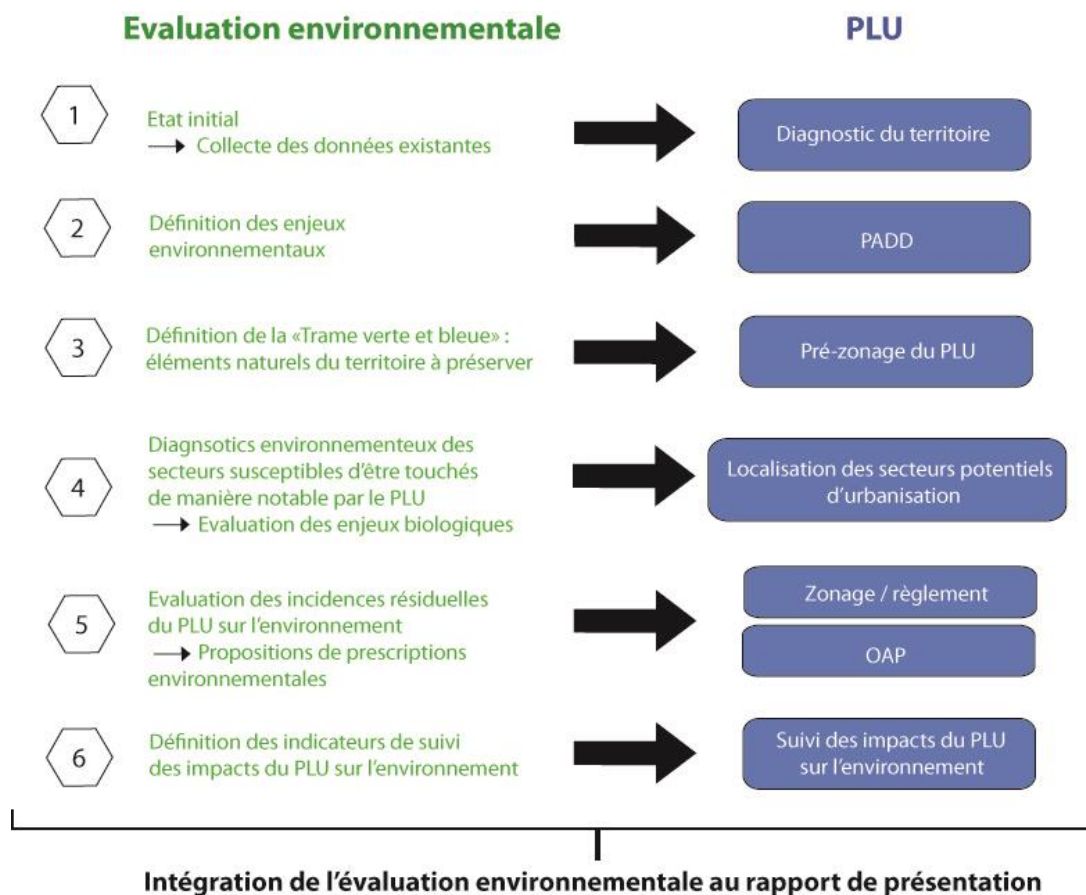 Evaluation environnementale
PLU
1
Etat initial
→ Collecte des données existantes
Diagnostic du territoire
2
Définition des enjeux
environnementaux
PADD
3
Définition de la «Trame verte et bleue» :
éléments naturels du territoire à préserver
Pré-zonage du PLU
4
Diagnsotics environnementeux des
secteurs susceptibles d'être touchés
de manière notable par le PLU
→ Evaluation des enjeux biologiques
Localisation des secteurs potentiels
d'urbanisation
5
Evaluation des incidences résiduelles
du PLU sur l'environnement
→ Propositions de prescriptions
environnementales
Zonage / règlement
OAP
6
Définition des indicateurs de suivi
des impacts du PLU sur l'environnement
Suivi des impacts du PLU
sur l'environnement
Intégration de l'évaluation environnementale au rapport de présentation